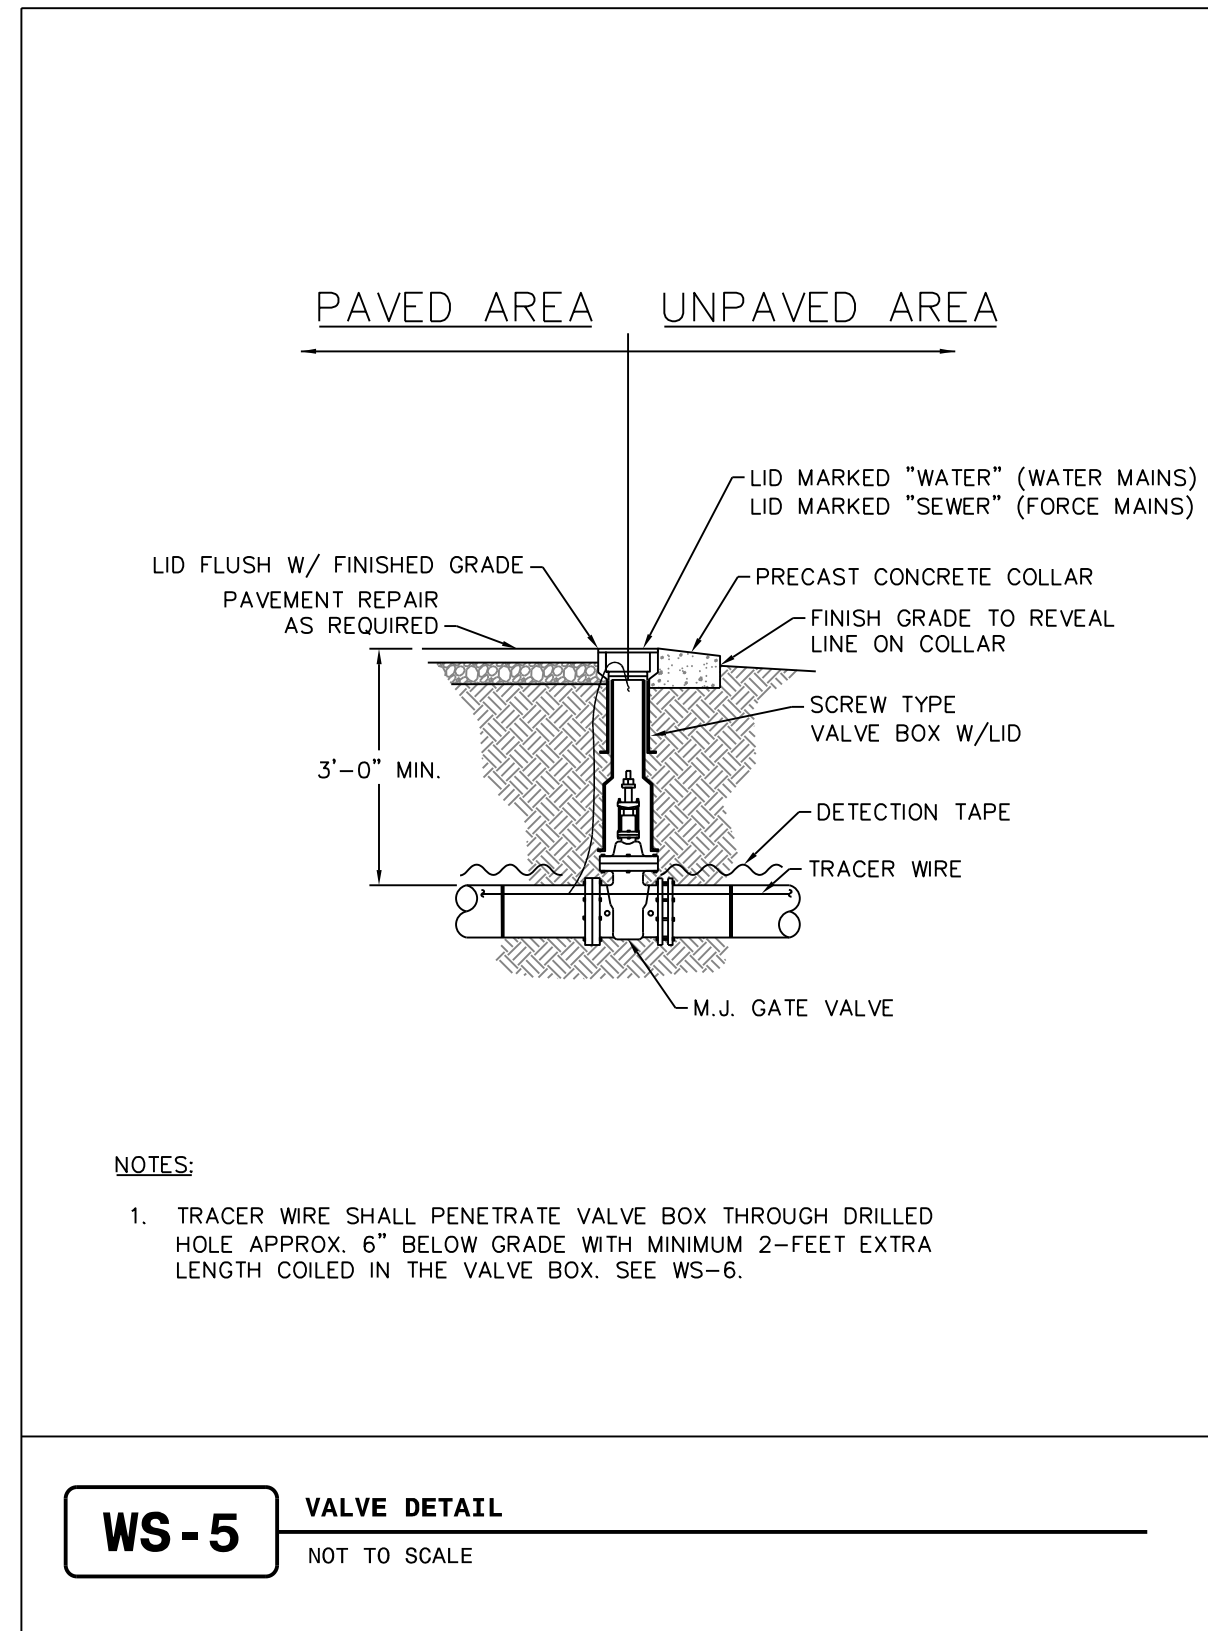 PAVED AREA
UNPAVED AREA
LID MARKED "WATER" (WATER MAINS)
LID MARKED "SEWER" (FORCE MAINS)
LID FLUSH W/ FINISHED GRADE
PRECAST CONCRETE COLLAR
PAVEMENT REPAIR
AS REQUIRED
FINISH GRADE TO REVEAL
LINE ON COLLAR
SCREW TYPE
VALVE BOX W/LID
3'-0" MIN.
DETECTION TAPE
TRACER WIRE
M.J. GATE VALVE
NOTES:
1. TRACER WIRE SHALL PENETRATE VALVE BOX THROUGH DRILLED
HOLE APPROX. 6" BELOW GRADE WITH MINIMUM 2-FEET EXTRA
LENGTH COILED IN THE VALVE BOX. SEE WS-6.
WS-5
VALVE DETAIL
NOT TO SCALE